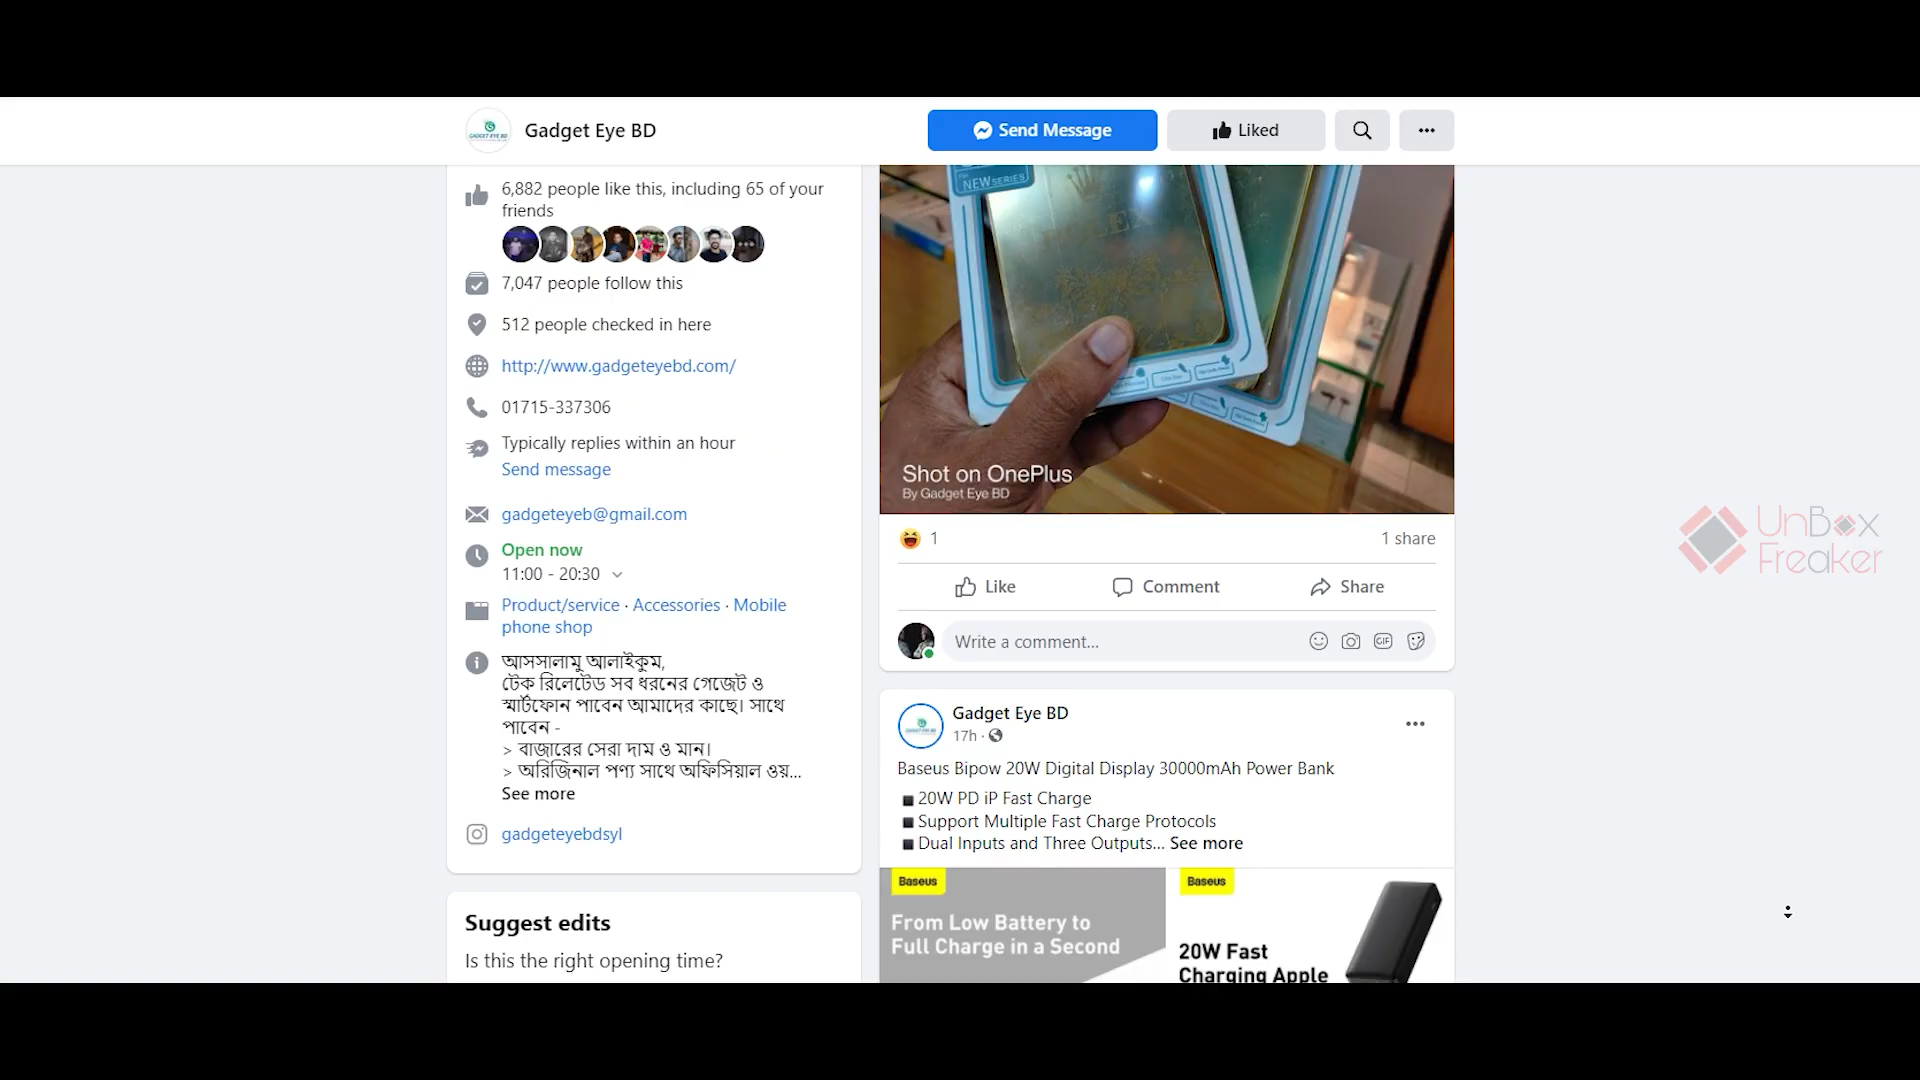 Gadget Eye BD
Send Message
Liked
6,882 people like this, including 65 of your
friends
7,047 people follow this
512 people checked in here
http://www.gadgeteyebd.com/
01715-337306
Typically replies within an hour
Send message
gadgeteyeb@gmail.com
Open now
11:00 - 20:30
Product/service · Accessories · Mobile
phone shop
আসসালামু আলাইকুম,
টেক রিলেটেড সব ধরনের গেজেট ও
স্মার্টফোন পাবেন আমাদের কাছে। সাথে
পাবেন -
> বাজারের সেরা দাম ও মান।
> অরিজিনাল পণ্য সাথে অফিসিয়াল ওয়...
See more
gadgeteyebdsyl
Suggest edits
Is this the right opening time?
NEW SERIES
Shot on OnePlus
By Gadget Eye BD
1
1 share
Like
Comment
Share
Write a comment...
GIF
Gadget Eye BD
17h ·
Baseus Bipow 20W Digital Display 30000mAh Power Bank
20W PD iP Fast Charge
Support Multiple Fast Charge Protocols
Dual Inputs and Three Outputs... See more
Baseus
From Low Battery to
Full Charge in a Second
Baseus
20W Fast
Charging Apple
UnBox
Freaker